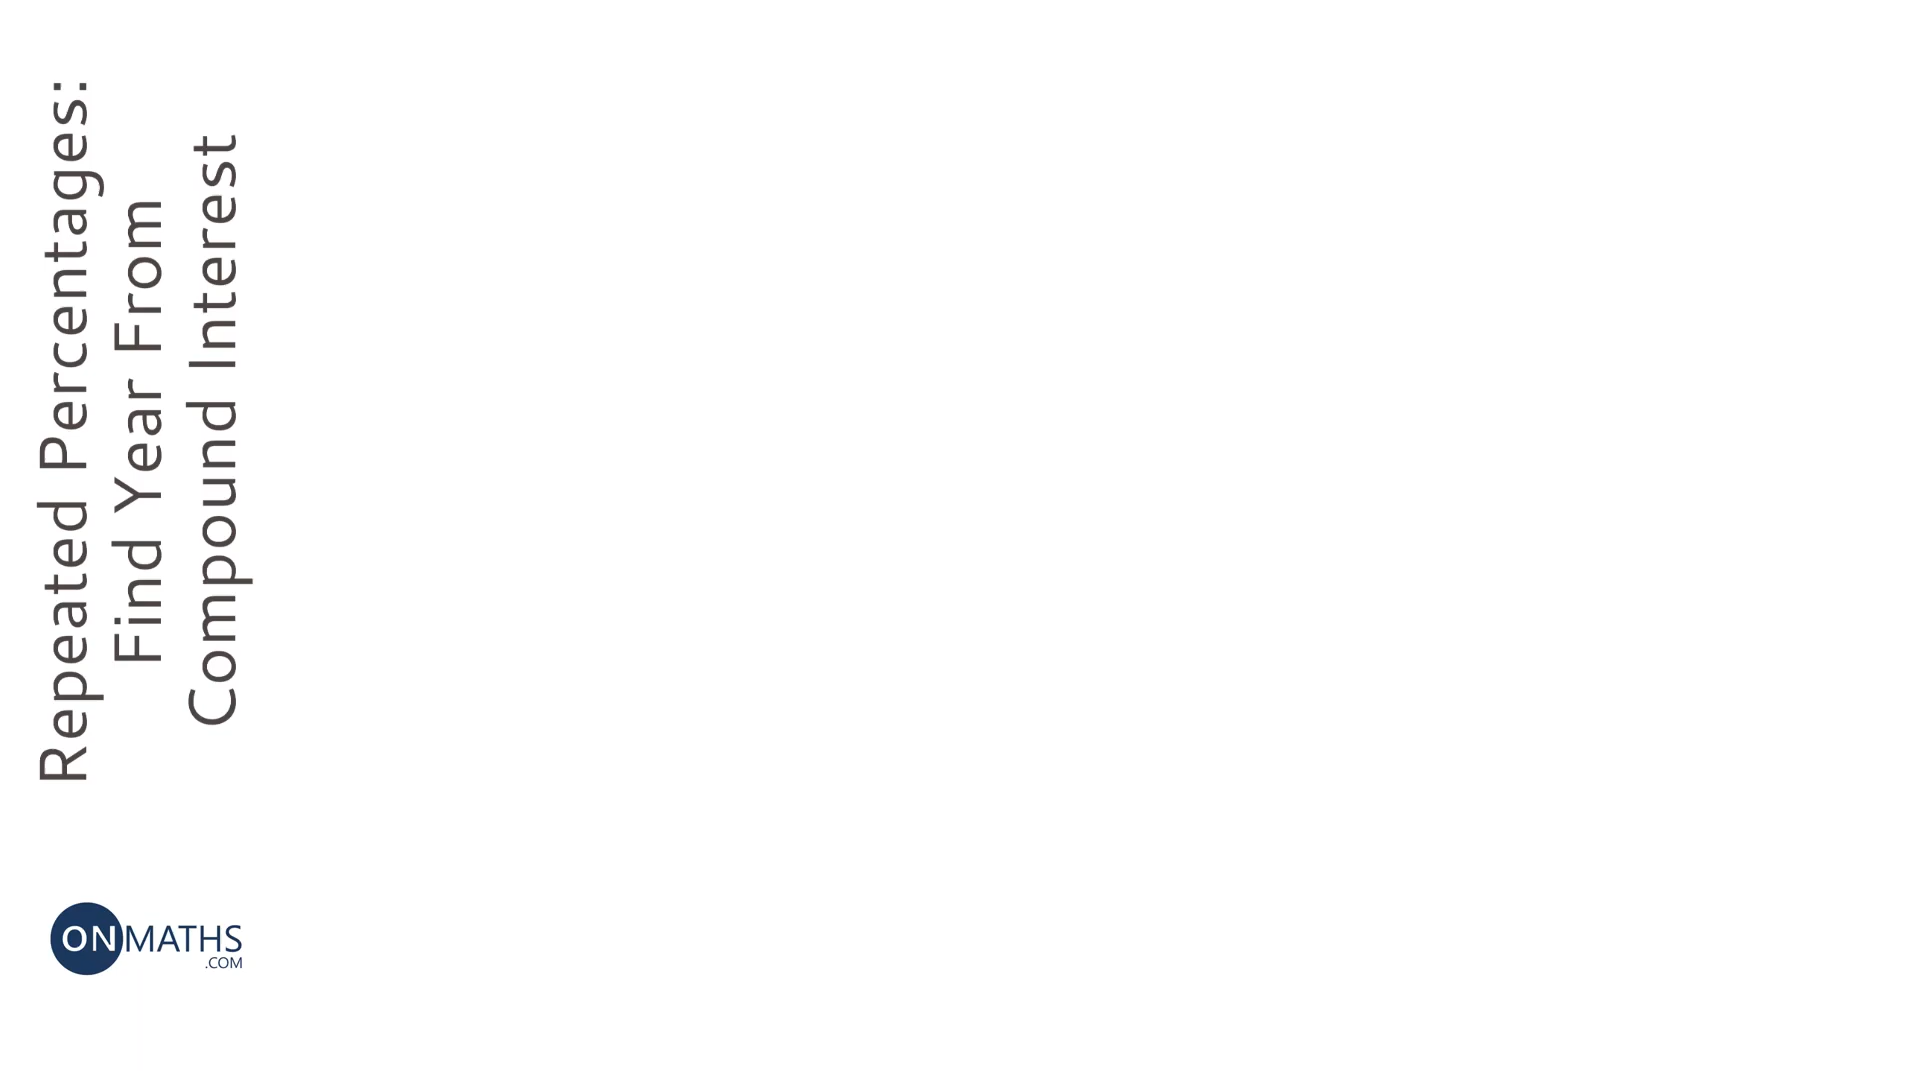 Repeated Percentages:
Find Year From
Compound Interest
ONMATHS
.COM